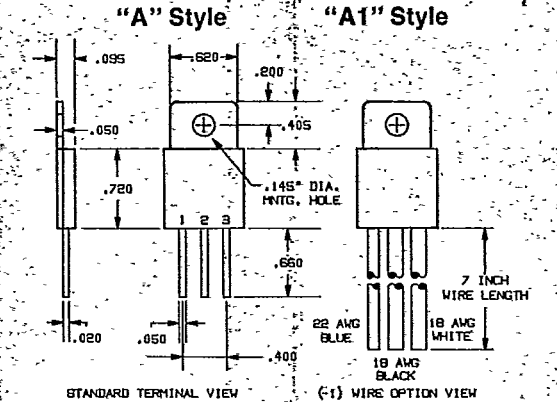 "A" Style
"A1" Style
.095
.620
.200
.050
.405
.720
.145" DIA.
MNTG. HOLE
1 2 3
.660
7 INCH
WIRE LENGTH
.020
.050
.400
22 AWG
BLUE
18 AWG
WHITE
18 AWG
BLACK
STANDARD TERMINAL VIEW
(-1) WIRE OPTION VIEW